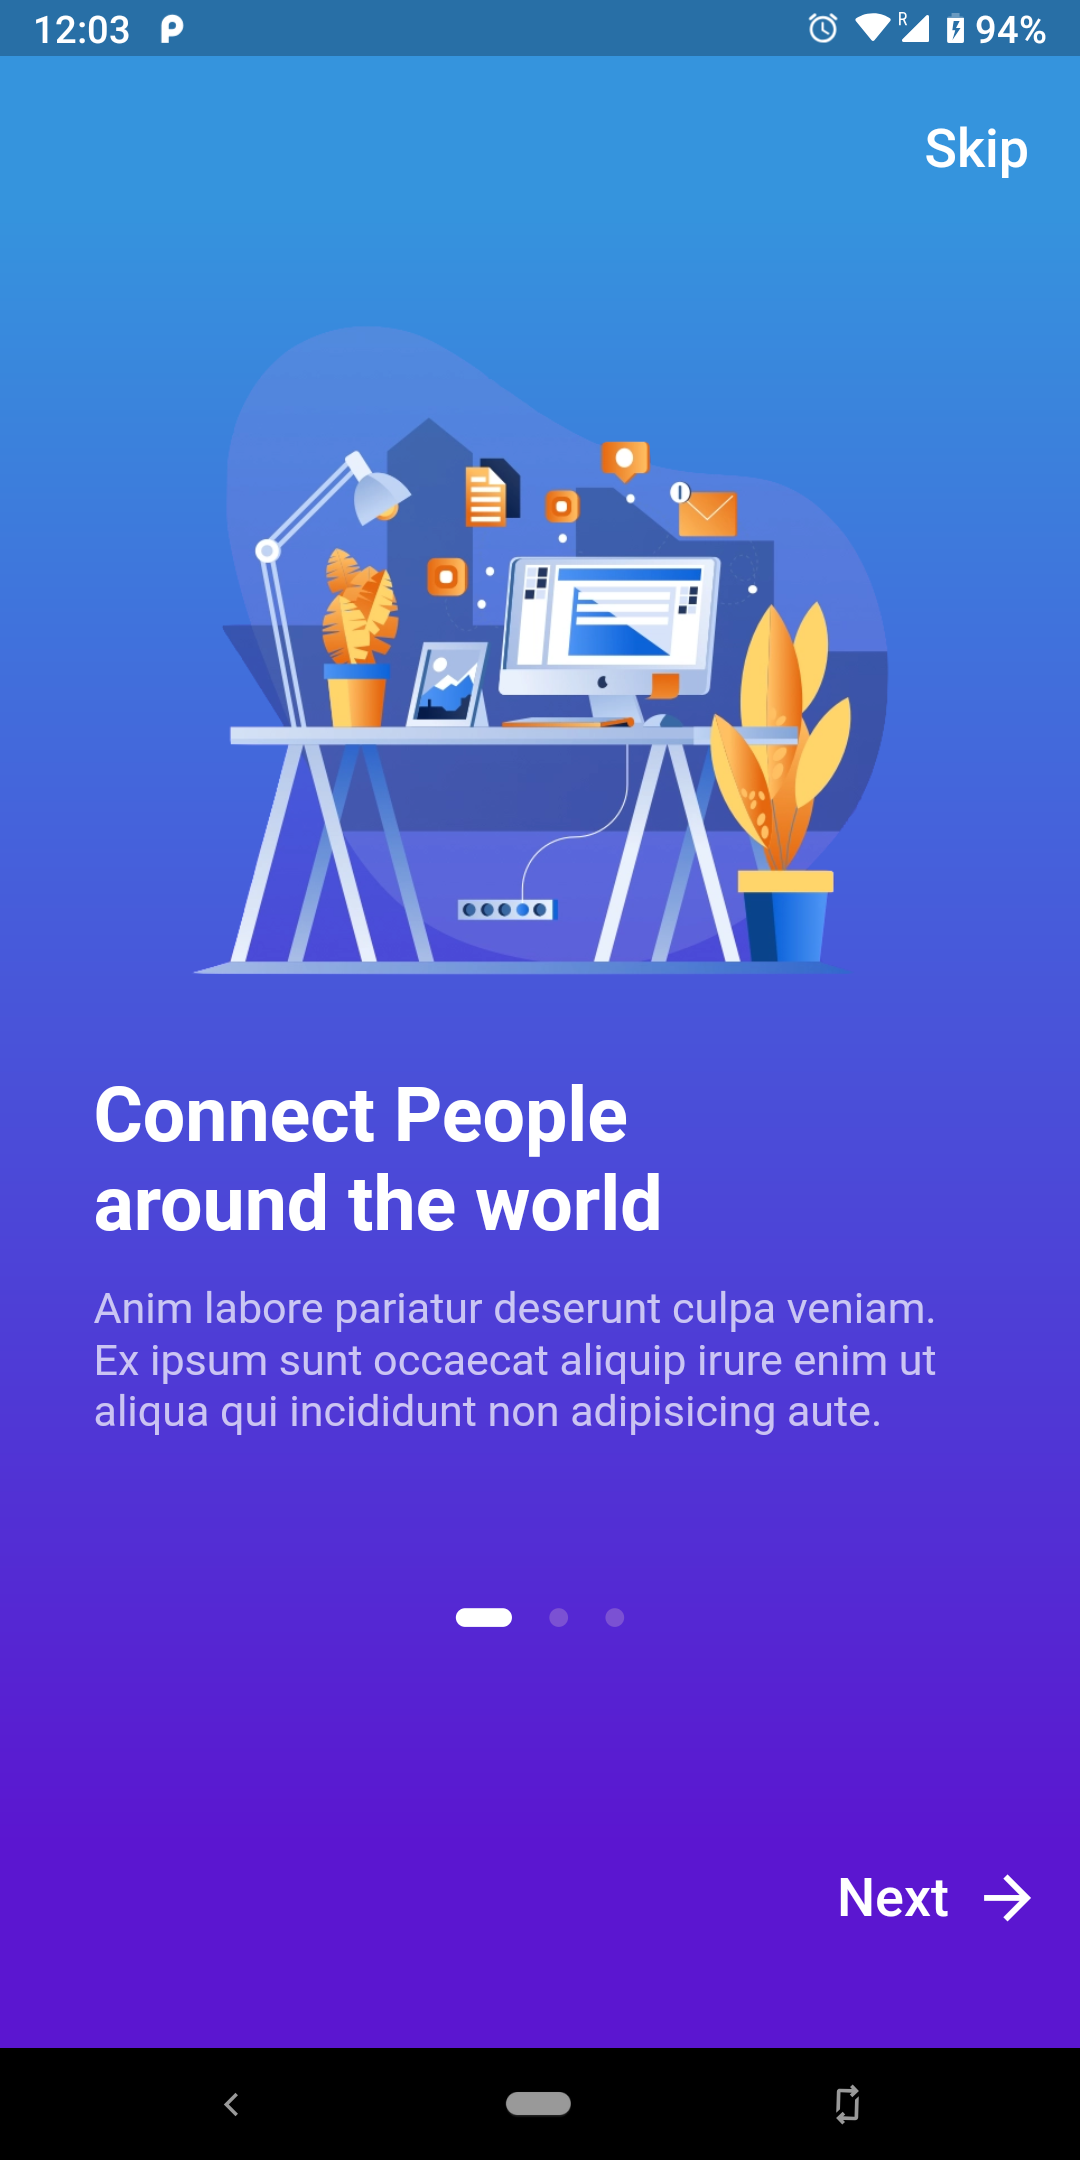 12:03
R
94%
Skip
Connect People
around the world
Anim labore pariatur deserunt culpa veniam.
Ex ipsum sunt occaecat aliquip irure enim ut
aliqua qui incididunt non adipisicing aute.
Next